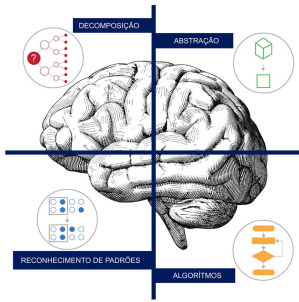 DECOMPOSIÇÃO
ABSTRAÇÃO
?
RECONHECIMENTO DE PADRÕES
ALGORÍTMOS